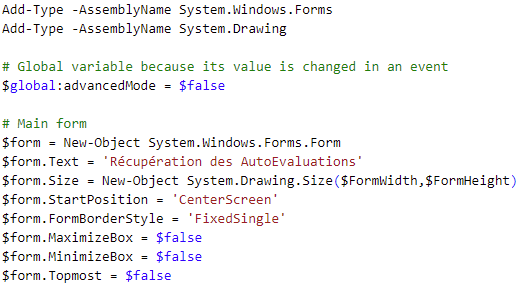 Add-Type -AssemblyName System.Windows.Forms
Add-Type -AssemblyName System.Drawing
# Global variable because its value is changed in an event
$global:advancedMode = $false
# Main form
$form = New-Object System.Windows.Forms.Form
$form.Text = 'Récupération des AutoEvaluations'
$form.Size = New-Object System.Drawing.Size($FormWidth,$FormHeight)
$form.StartPosition = 'CenterScreen'
$form.FormBorderStyle = 'FixedSingle'
$form.MaximizeBox = $false
$form.MinimizeBox = $false
$form.Topmost = $false